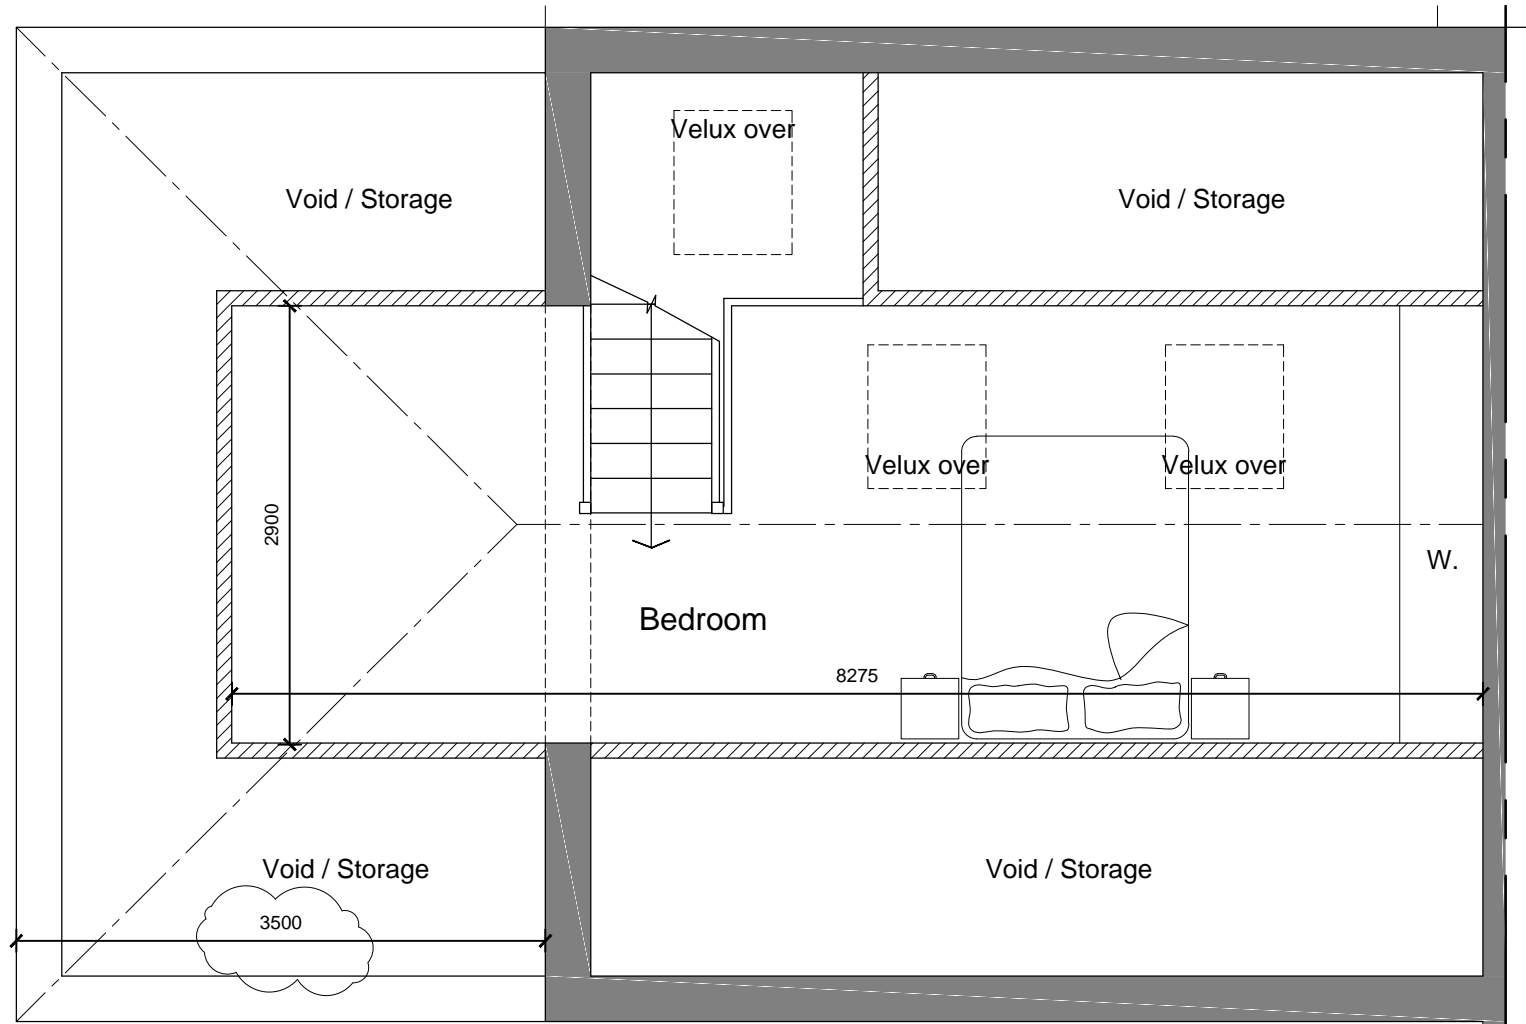 Velux over
Void / Storage
Void / Storage
Velux over
Velux over
2900
W.
Bedroom
8275
Void / Storage
Void / Storage
3500